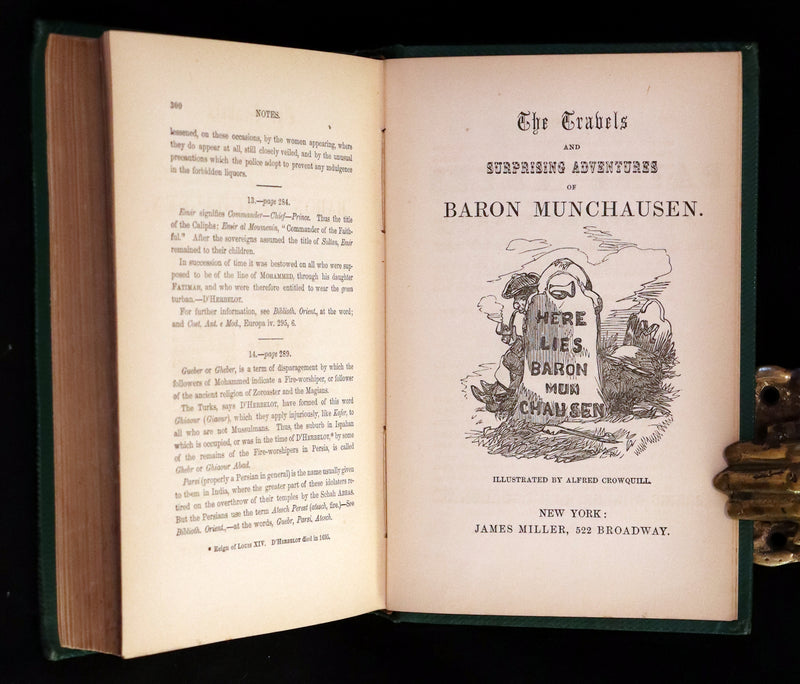 300
NOTES.
lessened, on these occasions, by the women appearing, where
they do appear at all, still closely veiled, and by the unusual
precautions which the police adopt to prevent any indulgence
in the forbidden liquors.
13.—page 284.
Emir signifies Commander—Chief—Prince. Thus the title
of the Caliphs: Emir al Moumenin, "Commander of the Faith-
ful." After the sovereigns assumed the title of Sultan, Emir
remained to their children.
In succession of time it was bestowed on all who were sup-
posed to be of the line of MOHAMMED, through his daughter
FATIMAH, and who were therefore entitled to wear the green
turban.—D'HERBELOT.
For further information, see Biblioth. Orient., at the word;
and Cost. Ant. e Mod., Europa iv. 295, 6.
14.—page 289.
Gueber or Gheber, is a term of disparagement by which the
followers of Mohammed indicate a Fire-worshiper, or follower
of the ancient religion of Zoroaster and the Magians.
The Turks, says D'HERBELOT, have formed of this word
Ghiaour (Giaour), which they apply injuriously, like Kafer, to
all who are not Mussulmans. Thus, the suburb in Ispahan
which is occupied, or was in the time of D'HERBELOT,* by some
of the remains of the Fire-worshipers in Persia, is called
Ghebr or Ghiaour Abad.
Parsi (properly a Persian in general) is the name usually given
to them in India, where the greater part of these idolaters re-
tired on the overthrow of their temples by the Schah ABBAS.
But the Persians use the term Atesch Perest (atesch, fire.)—See
Biblioth. Orient.,—at the words, Guebr, Parsi, Atesch.
* Reign of LOUIS XIV. D'HERBELOT died in 1695.
The Travels
AND
SURPRISING ADVENTURES
OF
BARON MUNCHAUSEN.
HERE
LIES
BARON
MUN
CHAUSEN
ILLUSTRATED BY ALFRED CROWQUILL.
NEW YORK:
JAMES MILLER, 522 BROADWAY.